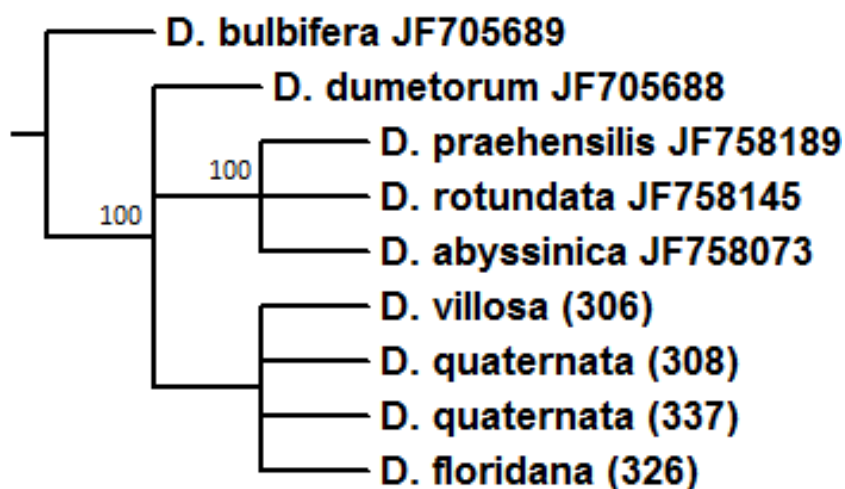 D. bulbifera JF705689
D. dumetorum JF705688
D. praehensilis JF758189
100
D. rotundata JF758145
100
D. abyssinica JF758073
D. villosa (306)
D. quaternata (308)
D. quaternata (337)
D. floridana (326)